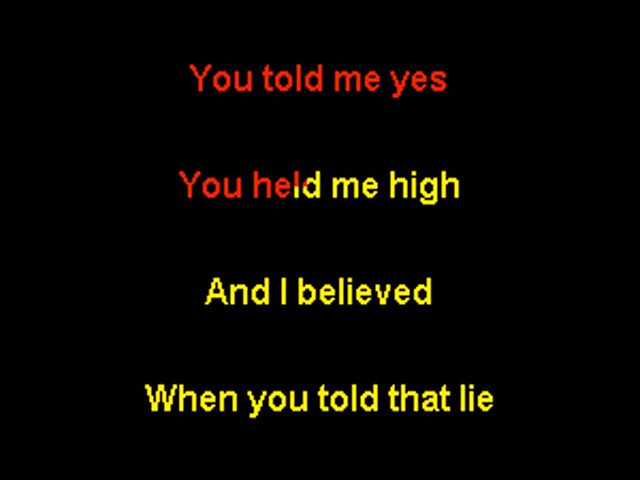 You told me yes
You held me high
And I believed
When you told that lie